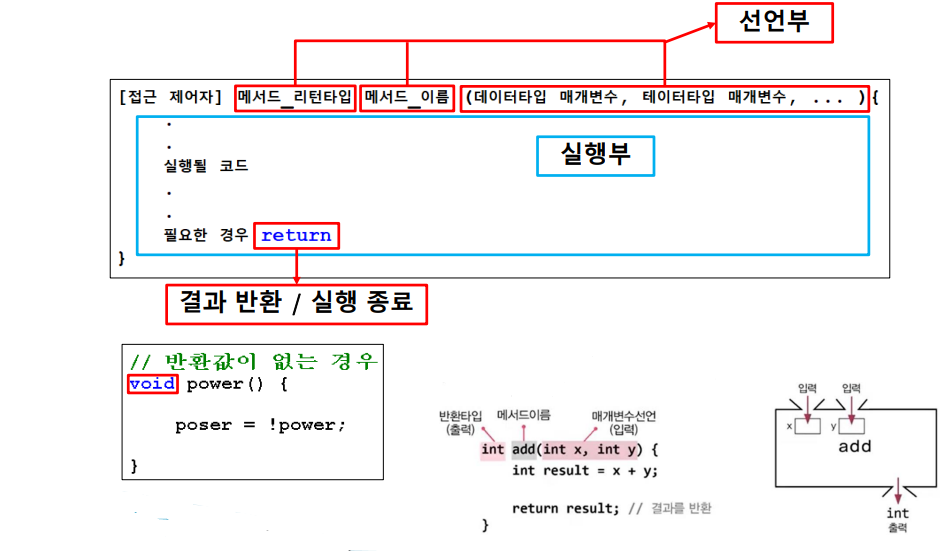 선언부
[접근 제어자] 메서드_리턴타입 메서드_이름 (데이터타입 매개변수, 테이터타입 매개변수, ... ){
.
.
실행될 코드
.
.
필요한 경우 return
}
실행부
결과 반환 / 실행 종료
// 반환값이 없는 경우
void power() {
poser = !power;
}
반환타입 메서드이름 매개변수선언
(출력) (입력)
int add(int x, int y) {
int result = x + y;
return result; // 결과를 반환
}
입력 입력
x y
add
int
출력